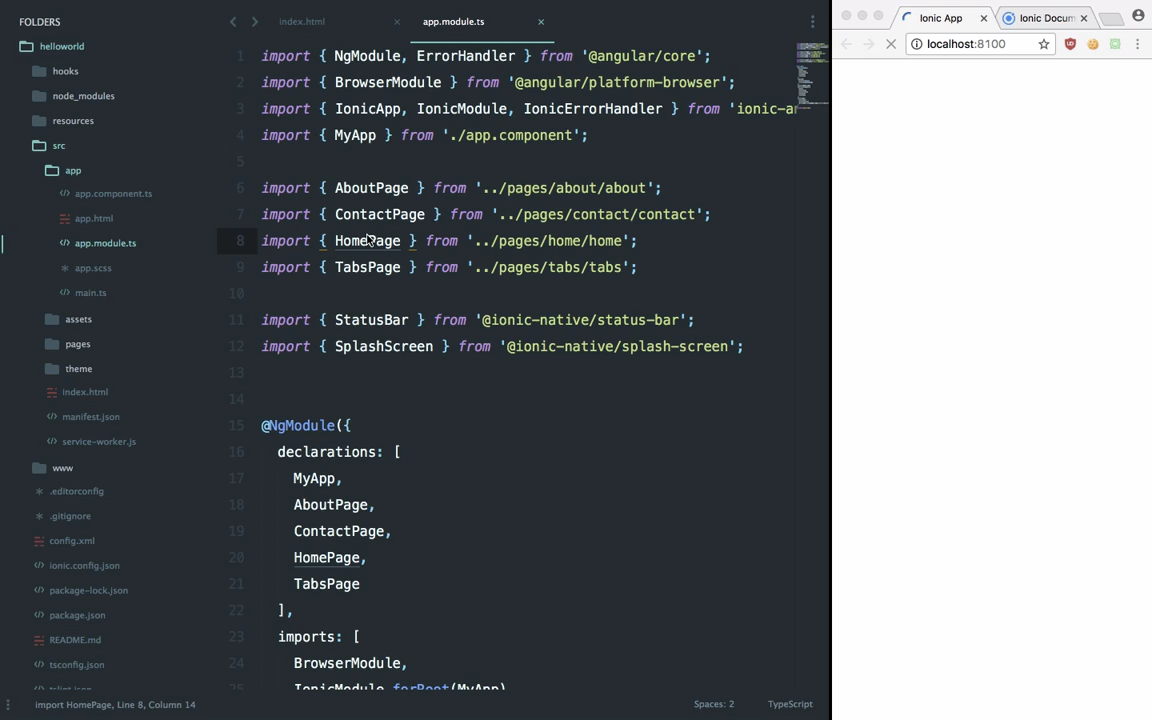 FOLDERS
helloworld
hooks
node_modules
resources
src
app
app.component.ts
app.html
app.module.ts
app.scss
main.ts
assets
pages
theme
index.html
manifest.json
service-worker.js
www
.editorconfig
.gitignore
config.xml
ionic.config.json
package-lock.json
package.json
README.md
tsconfig.json
tslint.json
index.html
app.module.ts
1 import { NgModule, ErrorHandler } from '@angular/core';
2 import { BrowserModule } from '@angular/platform-browser';
3 import { IonicApp, IonicModule, IonicErrorHandler } from 'ionic-an
4 import { MyApp } from './app.component';
5
6 import { AboutPage } from '../pages/about/about';
7 import { ContactPage } from '../pages/contact/contact';
8 import { HomePage } from '../pages/home/home';
9 import { TabsPage } from '../pages/tabs/tabs';
10
11 import { StatusBar } from '@ionic-native/status-bar';
12 import { SplashScreen } from '@ionic-native/splash-screen';
13
14
15 @NgModule({
16 declarations: [
17 MyApp,
18 AboutPage,
19 ContactPage,
20 HomePage,
21 TabsPage
22 ],
23 imports: [
24 BrowserModule,
25 IonicModule.forRoot(MyApp)
import HomePage, Line 8, Column 14
Spaces: 2
TypeScript
Ionic App
Ionic Docum
localhost:8100